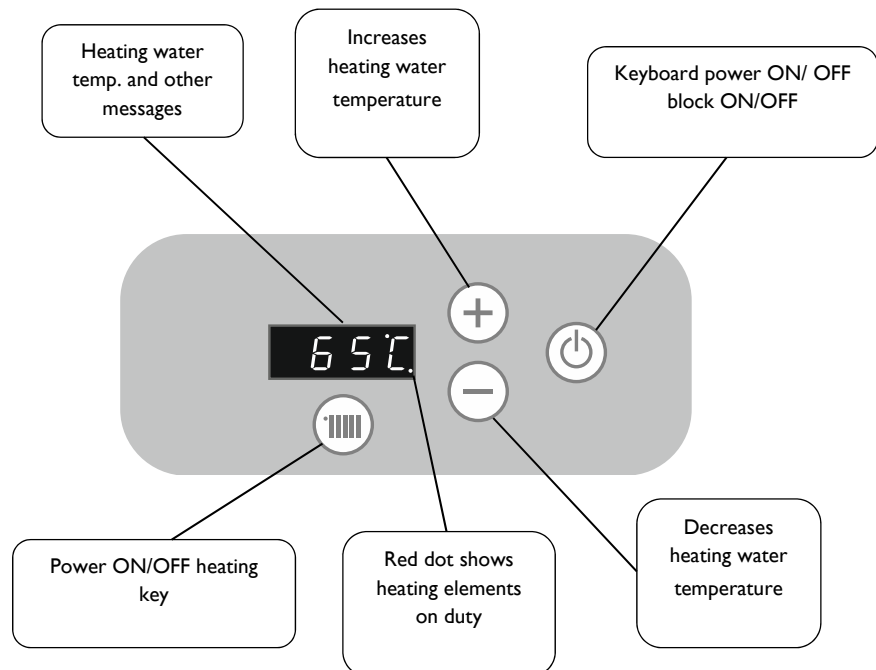 Heating water
temp. and other
messages
Increases
heating water
temperature
Keyboard power ON/ OFF
block ON/OFF
65°C.
Power ON/OFF heating
key
Red dot shows
heating elements
on duty
Decreases
heating water
temperature